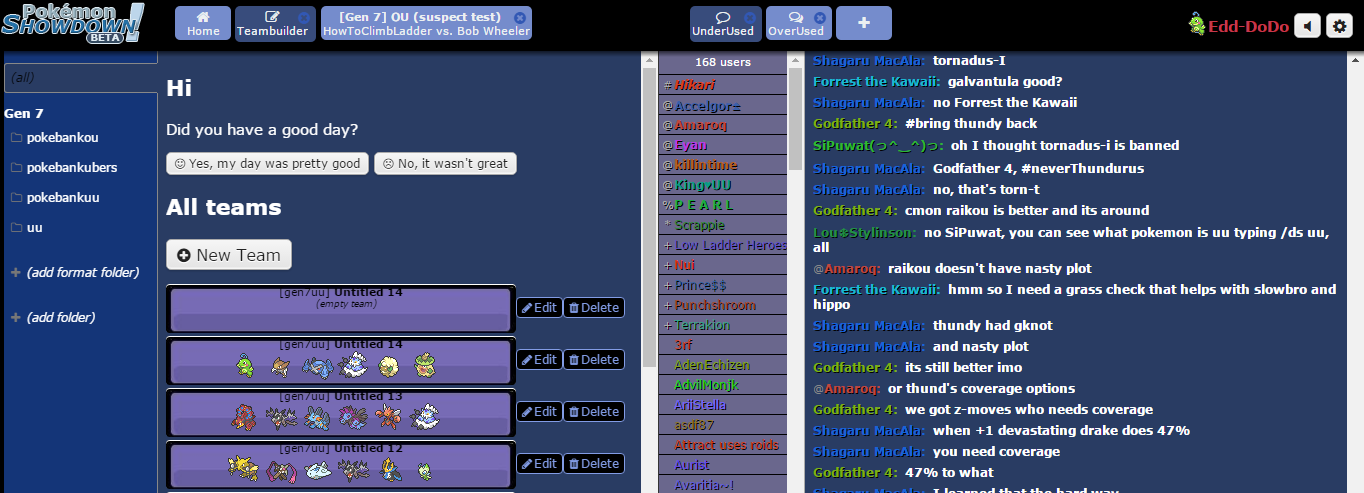 Pokémon
SHOWDOWN!
BETA
Home
Teambuilder
[Gen 7] OU (suspect test)
HowToClimbLadder vs. Bob Wheeler
UnderUsed
OverUsed
Edd-DoDo
(all)
Gen 7
pokebankou
pokebankubers
pokebankuu
uu
(add format folder)
(add folder)
Hi
Did you have a good day?
Yes, my day was pretty good
No, it wasn't great
All teams
New Team
[gen7uu] Untitled 14
(empty team)
Edit Delete
[gen7uu] Untitled 14
Edit Delete
[gen7uu] Untitled 13
Edit Delete
[gen7uu] Untitled 12
Edit Delete
168 users
#Hikari
@Accelgor±
@Amaroq
@Eyan
@killintime
@King♥UU
%P E A R L
* Scrappie
+Low Ladder Heroes
+Nui
+Prince$$
+Punchshroom
+Terrakion
3rf
AdenEchizen
AdvilMonjk
AriiStella
asdf87
Attract uses roids
Aurist
Avaritia~!
Shagaru MacAla: tornadus-I
Forrest the Kawaii: galvantula good?
Shagaru MacAla: no Forrest the Kawaii
Godfather 4: #bring thundy back
SiPuwat(っ^‿^)っ: oh I thought tornadus-i is banned
Shagaru MacAla: Godfather 4, #neverThundurus
Shagaru MacAla: no, that's torn-t
Godfather 4: cmon raikou is better and its around
Lou❄Stylinson: no SiPuwat, you can see what pokemon is uu typing /ds uu,
all
@Amaroq: raikou doesn't have nasty plot
Forrest the Kawaii: hmm so I need a grass check that helps with slowbro and
hippo
Shagaru MacAla: thundy had gknot
Shagaru MacAla: and nasty plot
Godfather 4: its still better imo
@Amaroq: or thund's coverage options
Godfather 4: we got z-moves who needs coverage
Shagaru MacAla: when +1 devastating drake does 47%
Shagaru MacAla: you need coverage
Godfather 4: 47% to what
Shagaru MacAla: I learned that the hard way